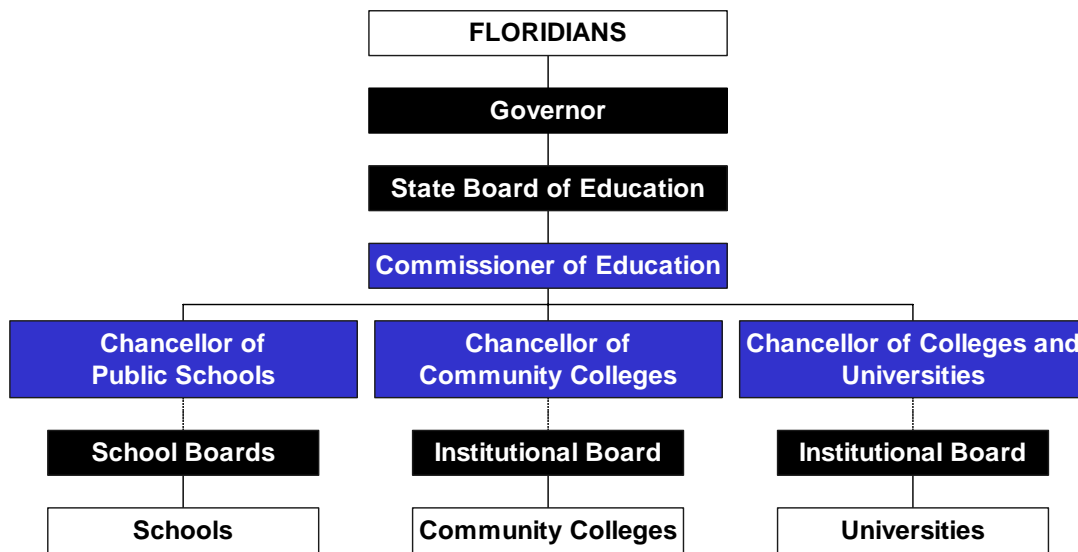 FLORIDIANS
Governor
State Board of Education
Commissioner of Education
Chancellor of
Public Schools
Chancellor of
Community Colleges
Chancellor of Colleges and
Universities
School Boards
Institutional Board
Institutional Board
Schools
Community Colleges
Universities